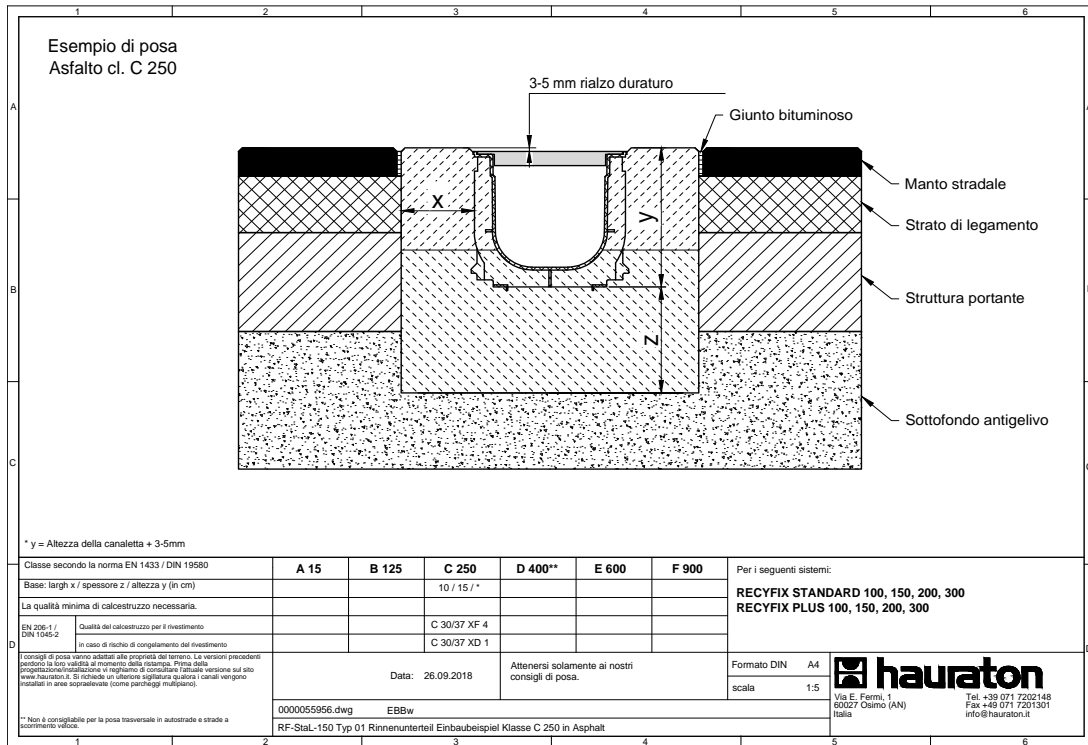 1 2 3 4 5 6
Esempio di posa
Asfalto cl. C 250
3-5 mm rialzo duraturo
Giunto bituminoso
A
Manto stradale
x
y
Strato di legamento
B
Struttura portante
z
Sottofondo antigelivo
C
* y = Altezza della canaletta + 3-5mm
Classe secondo la norma EN 1433 / DIN 19580 A 15 B 125 C 250 D 400** E 600 F 900
Base: largh x / spessore z / altezza y (in cm) 10 / 15 / *
La qualità minima di calcestruzzo necessaria.
EN 206-1 /
DIN 1045-2
Qualità del calcestruzzo per il rivestimento C 30/37 XF 4
in caso di rischio di congelamento del rivestimento C 30/37 XD 1
Per i seguenti sistemi:
RECYFIX STANDARD 100, 150, 200, 300
RECYFIX PLUS 100, 150, 200, 300
D
I consigli di posa vanno adattati alle proprietà del terreno. Le versioni precedenti
perdono la loro validità al momento della ristampa. Prima della
progettazione/installazione vi reghiamo di consultare l'attuale versione sul sito
www.hauraton.it. Si richiede un ulteriore sigillatura qualora i canali vengono
installati in aree sopraelevate (come parcheggi multipiano).
** Non è consigliabile per la posa trasversale in autostrade e strade a
scorrimento veloce.
Data: 26.09.2018
Attenersi solamente ai nostri
consigli di posa.
0000055956.dwg EBBw
RF-StaL-150 Typ 01 Rinnenunterteil Einbaubeispiel Klasse C 250 in Asphalt
Formato DIN A4
scala 1:5
hauraton
Via E. Fermi, 1
60027 Osimo (AN)
Italia
Tel. +39 071 7202148
Fax +49 071 7201301
info@hauraton.it
1 2 3 4 5 6